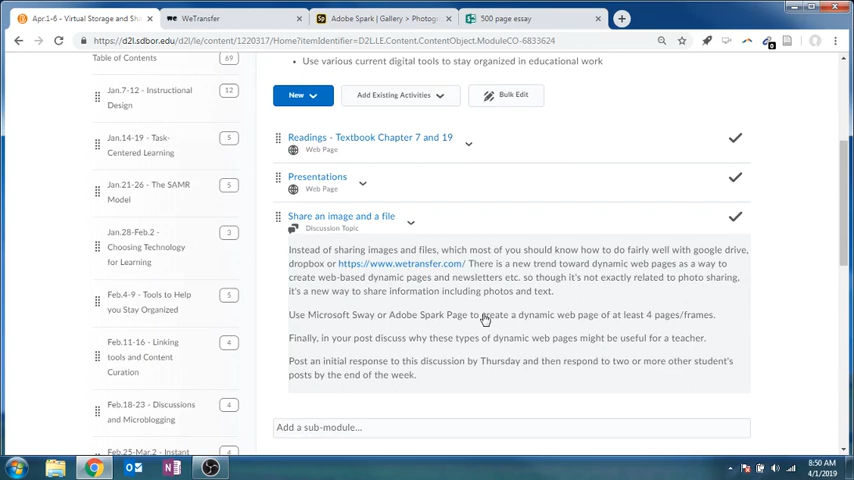 Apr.1-6 - Virtual Storage and Sha
WeTransfer
Adobe Spark | Gallery > Photog
500 page essay
https://d2l.sdbor.edu/d2l/le/content/1220317/Home?itemIdentifier=D2L.LE.Content.ContentObject.ModuleCO-6833624
Table of Contents
69
Use various current digital tools to stay organized in educational work
Jan.7-12 - Instructional
Design
12
New
Add Existing Activities
Bulk Edit
Jan.14-19 - Task-
Centered Learning
5
Readings - Textbook Chapter 7 and 19
Web Page
Jan.21-26 - The SAMR
Model
5
Presentations
Web Page
Jan.28-Feb.2 -
Choosing Technology
for Learning
3
Share an image and a file
Discussion Topic
Instead of sharing images and files, which most of you should know how to do fairly well with google drive,
dropbox or https://www.wetransfer.com/ There is a new trend toward dynamic web pages as a way to
create web-based dynamic pages and newsletters etc. so though it's not exactly related to photo sharing,
it's a new way to share information including photos and text.
Use Microsoft Sway or Adobe Spark Page to create a dynamic web page of at least 4 pages/frames.
Finally, in your post discuss why these types of dynamic web pages might be useful for a teacher.
Post an initial response to this discussion by Thursday and then respond to two or more other student's
posts by the end of the week.
Feb.4-9 - Tools to Help
you Stay Organized
5
Feb.11-16 - Linking
tools and Content
Curation
4
Feb.18-23 - Discussions
and Microblogging
4
Feb.25-Mar.2 - Instant
4
Add a sub-module...
8:50 AM
4/1/2019